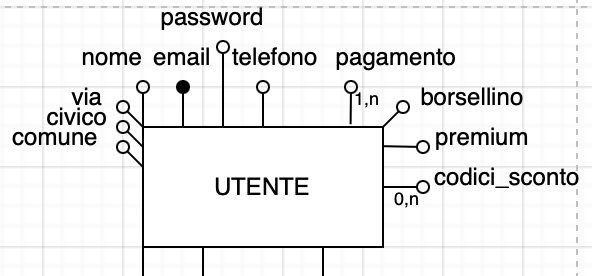 password
nome email telefono pagamento
1,n
via
borsellino
civico
comune
premium
UTENTE
codici_sconto
0,n